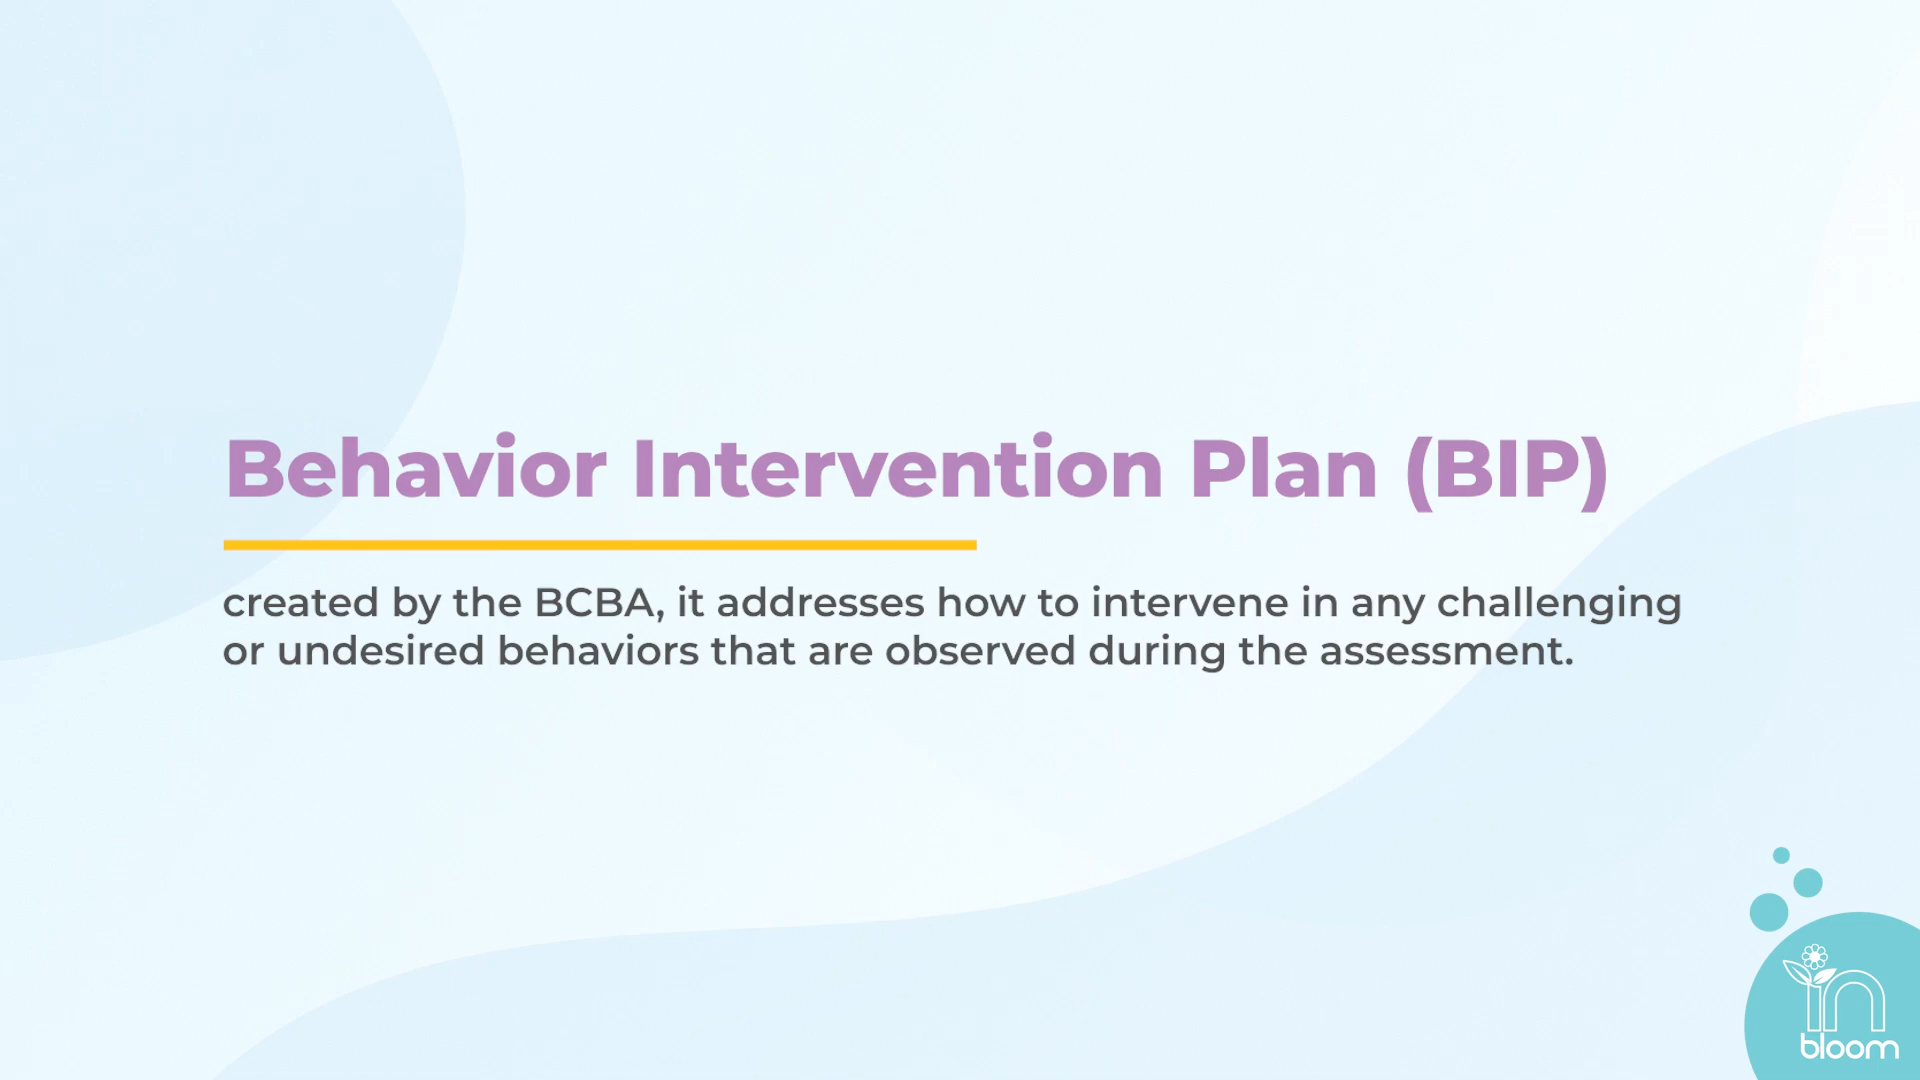 Behavior Intervention Plan (BIP)
created by the BCBA, it addresses how to intervene in any challenging
or undesired behaviors that are observed during the assessment.
in
bloom